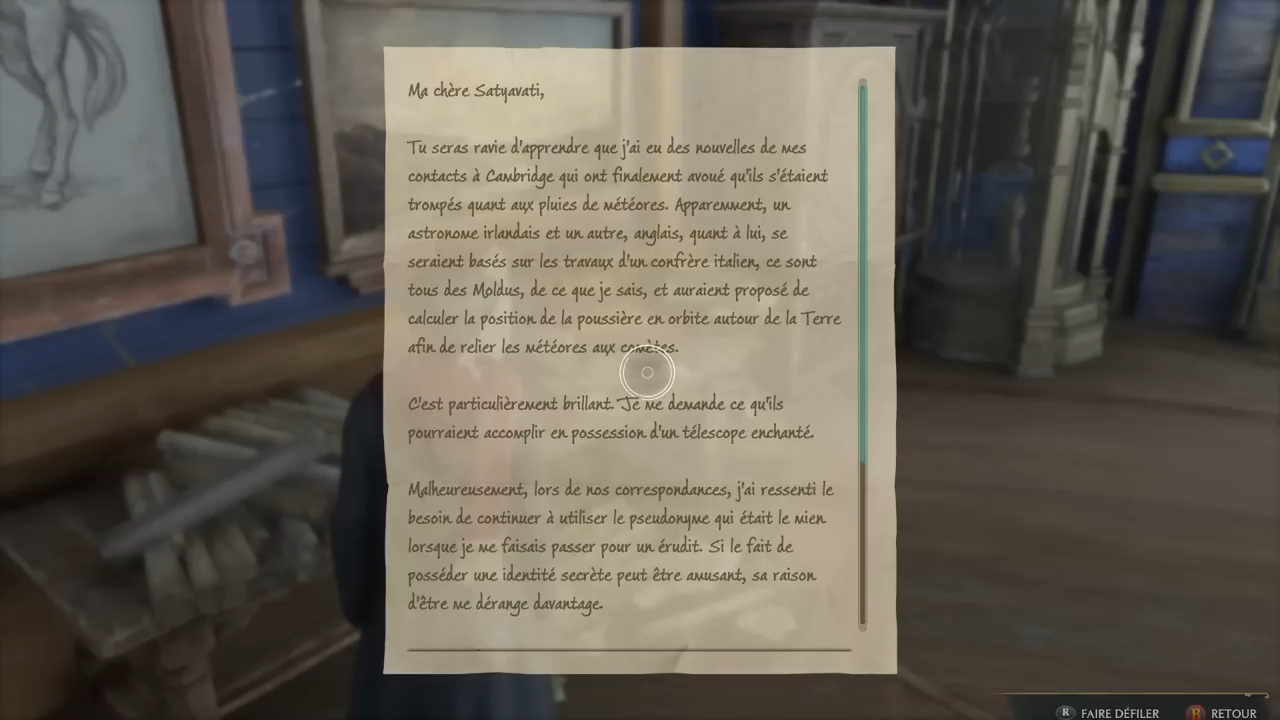 Ma chère Satyavati,
Tu seras ravie d'apprendre que j'ai eu des nouvelles de mes
contacts à Cambridge qui ont finalement avoué qu'ils s'étaient
trompés quant aux pluies de météores. Apparemment, un
astronome irlandais et un autre, anglais, quant à lui, se
seraient basés sur les travaux d'un confrère italien, ce sont
tous des Moldus, de ce que je sais, et auraient proposé de
calculer la position de la poussière en orbite autour de la Terre
afin de relier les météores aux comètes.
C'est particulièrement brillant. Je me demande ce qu'ils
pourraient accomplir en possession d'un télescope enchanté.
Malheureusement, lors de nos correspondances, j'ai ressenti le
besoin de continuer à utiliser le pseudonyme qui était le mien
lorsque je me faisais passer pour un érudit. Si le fait de
posséder une identité secrète peut être amusant, sa raison
d'être me dérange davantage.
R FAIRE DÉFILER B RETOUR